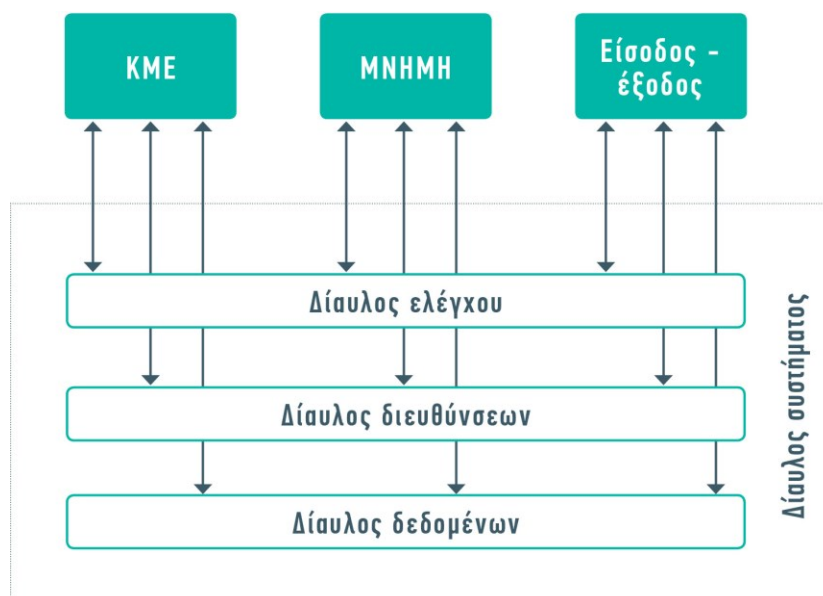 ΚΜΕ
ΜΝΗΜΗ
Είσοδος -
έξοδος
Δίαυλος ελέγχου
Δίαυλος διευθύνσεων
Δίαυλος δεδομένων
Δίαυλος συστήματος